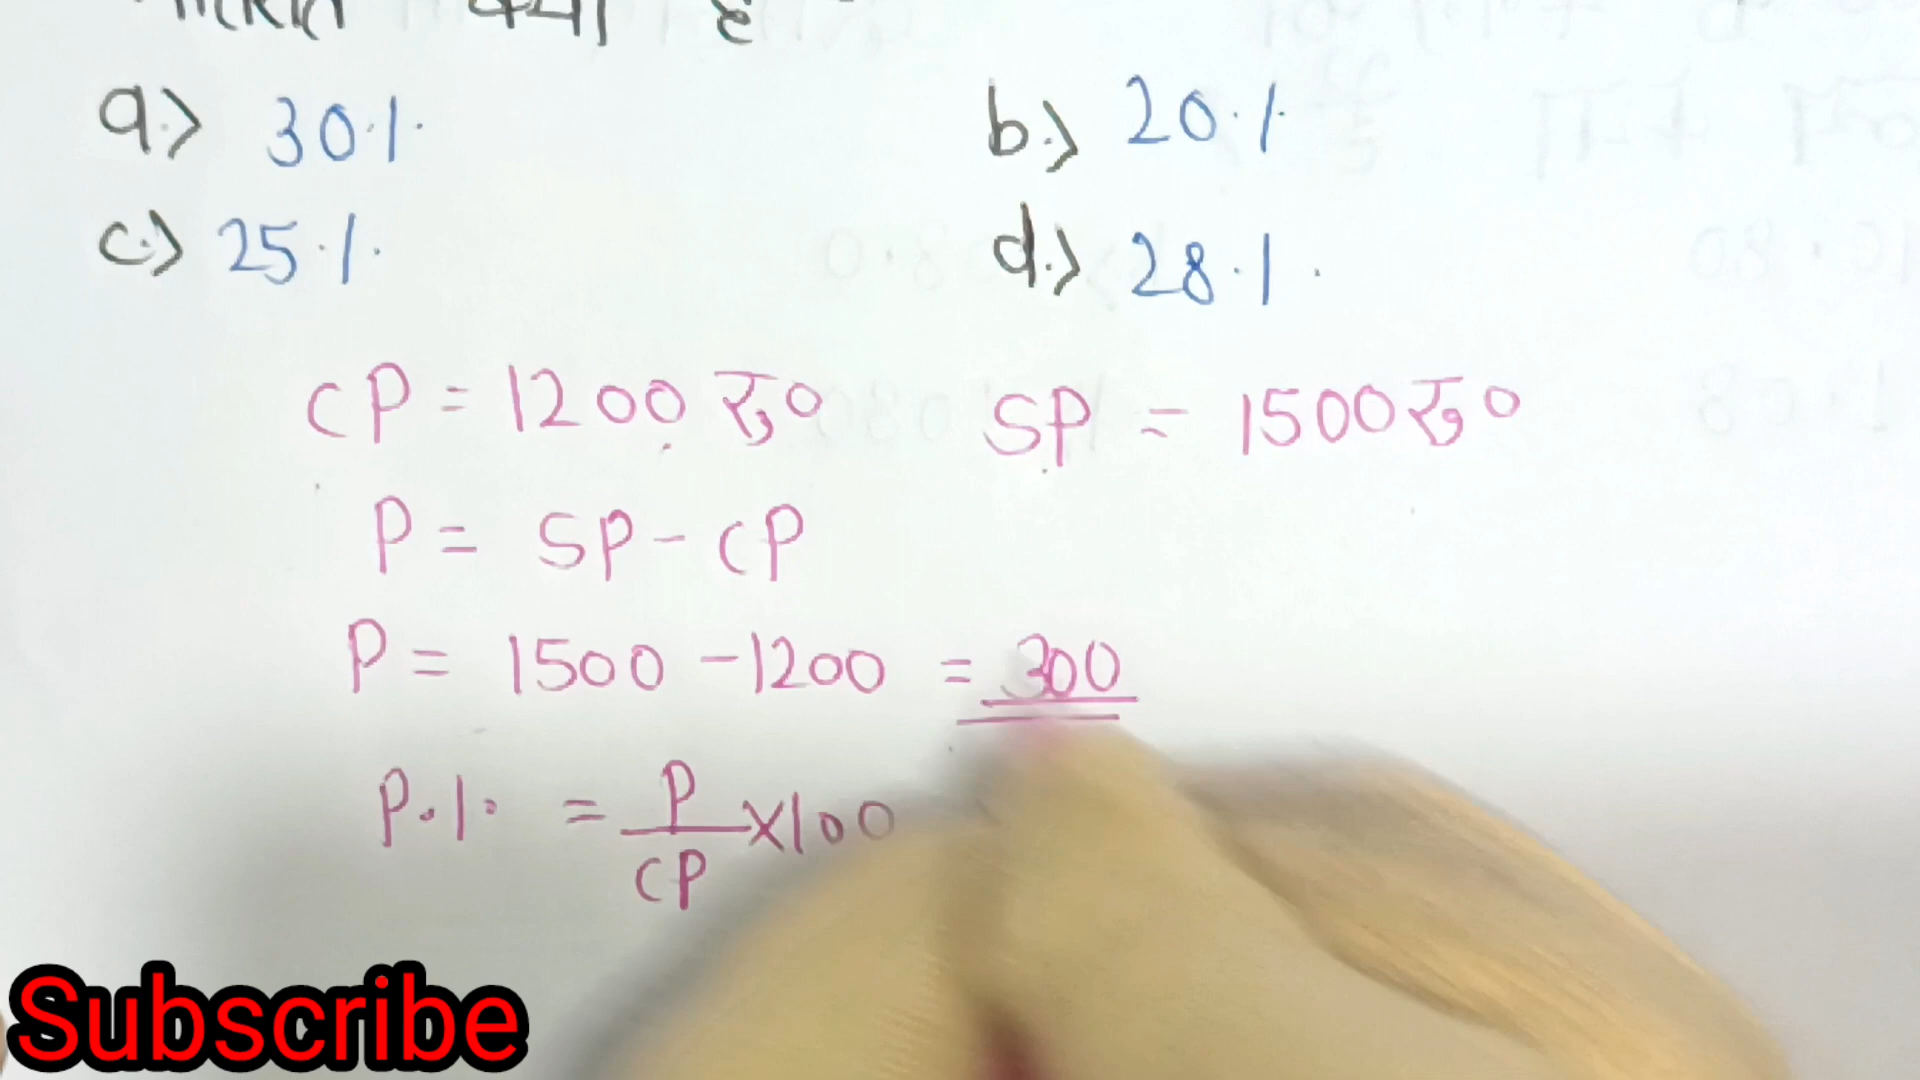 क्या है
a.> 30% b.> 20%
c.> 25% d.> 28%
CP = 1200 रु० SP = 1500 रु०
P = SP - CP
P = 1500 - 1200 = 300
P% = P/CP × 100
Subscribe